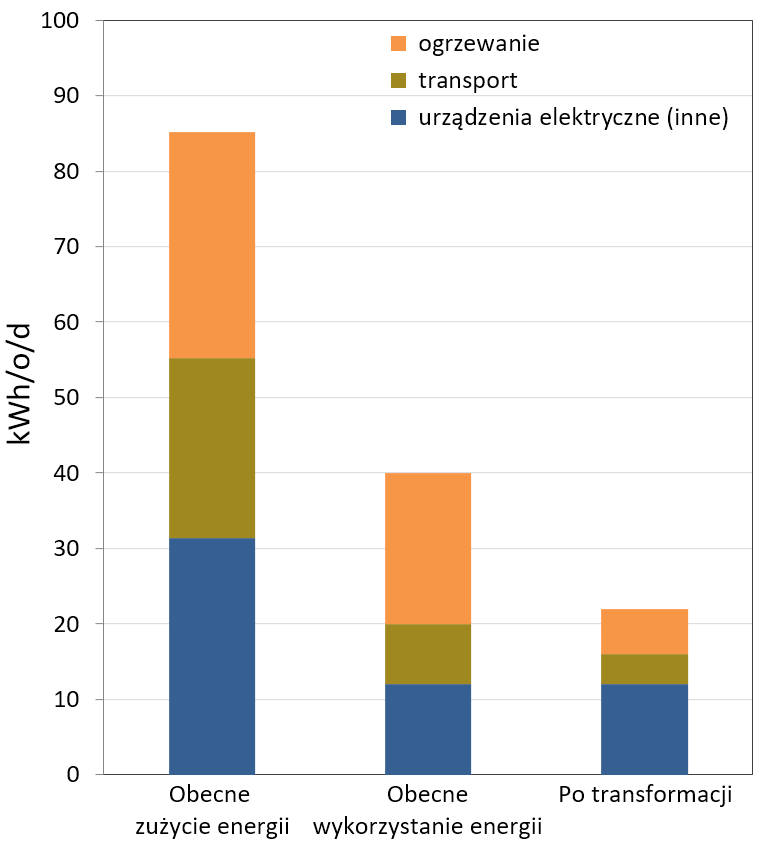 100
90
80
70
60
50
40
30
20
10
0
kWh/o/d
ogrzewanie
transport
urządzenia elektryczne (inne)
Obecne
zużycie energii
Obecne
wykorzystanie energii
Po transformacji